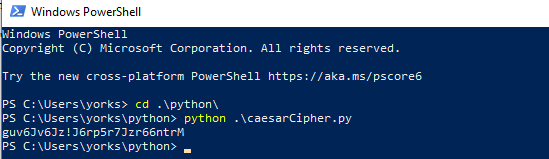 Windows PowerShell
Windows PowerShell
Copyright (C) Microsoft Corporation. All rights reserved.
Try the new cross-platform PowerShell https://aka.ms/pscore6
PS C:\Users\yorks> cd .\python\
PS C:\Users\yorks\python> python .\caesarCipher.py
guv6Jv6Jz!J6rp5r7Jzr66ntrM
PS C:\Users\yorks\python>